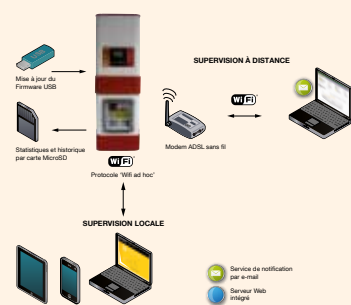 SUPERVISION À DISTANCE
Mise à jour du
Firmware USB
WiFi
Statistiques et historique
par carte MicroSD
Modem ADSL sans fil
WiFi
Protocole 'Wifi ad hoc'
SUPERVISION LOCALE
Service de notification
par e-mail
Serveur Web
intégré